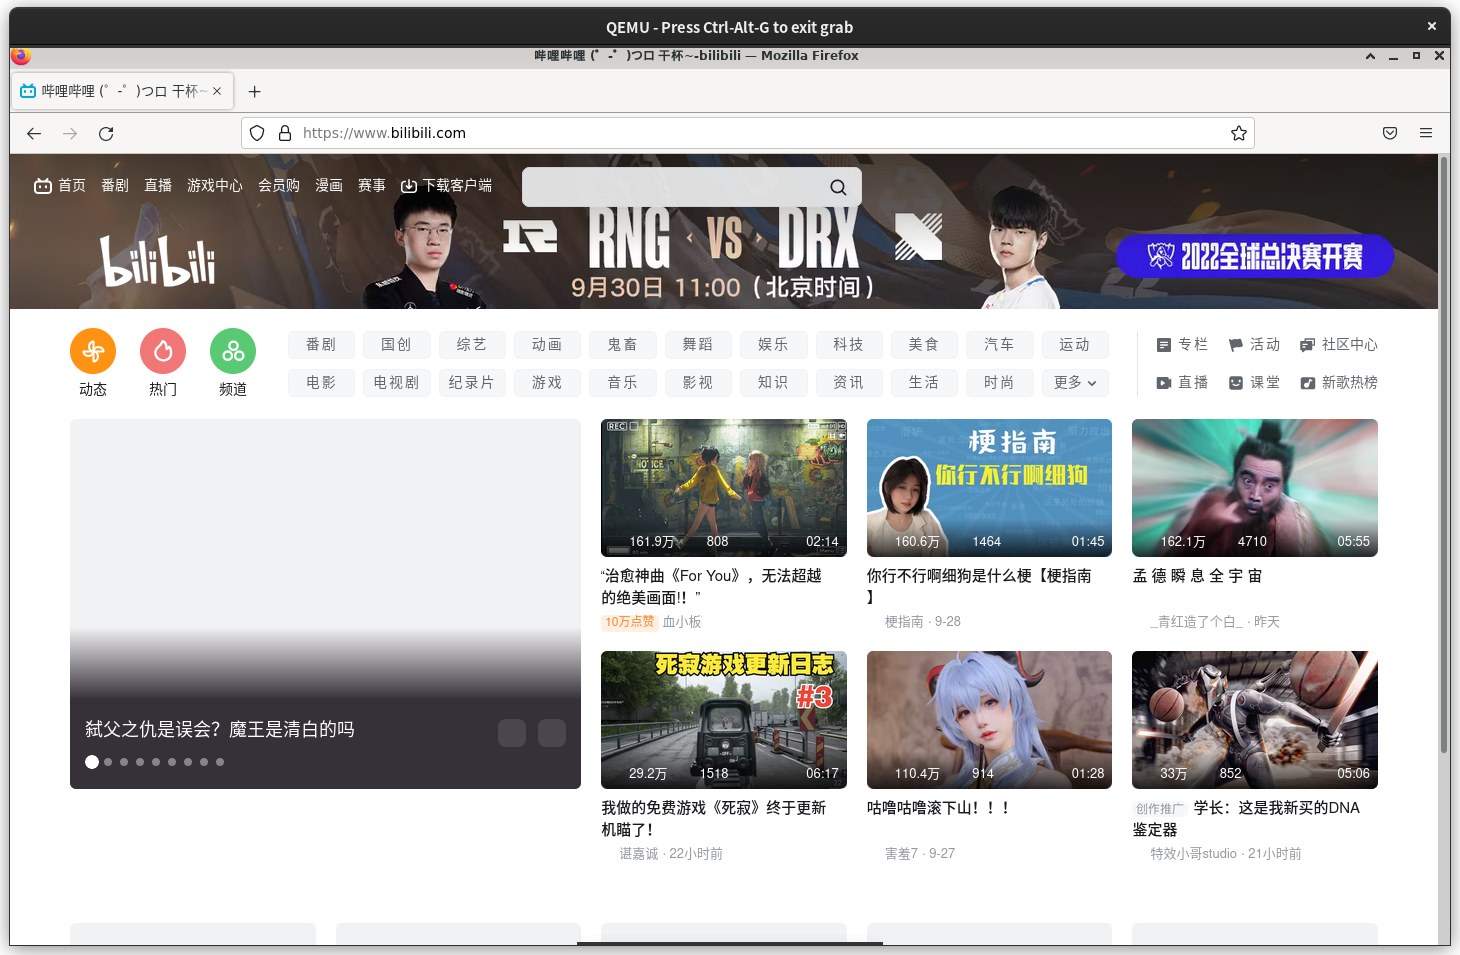 QEMU - Press Ctrl-Alt-G to exit grab
哔哩哔哩 (゜-゜)つロ 干杯~-bilibili — Mozilla Firefox
哔哩哔哩 (゜-゜)つロ 干杯~
https://www.bilibili.com
首页 番剧 直播 游戏中心 会员购 漫画 赛事 下载客户端
RNG VS DRX
bilibili
2022全球总决赛开赛
9月30日 11:00（北京时间）
番剧 国创 综艺 动画 鬼畜 舞蹈 娱乐 科技 美食 汽车 运动
专栏 活动 社区中心
动态 热门 频道
电影 电视剧 纪录片 游戏 音乐 影视 知识 资讯 生活 时尚 更多
直播 课堂 新歌热榜
弑父之仇是误会？魔王是清白的吗
REC
NOTICE
161.9万 808 02:14
“治愈神曲《For You》，无法超越
的绝美画面!！”
10万点赞 血小板
梗指南
你行不行啊细狗
160.6万 1464 01:45
你行不行啊细狗是什么梗【梗指南
】
梗指南 · 9-28
162.1万 4710 05:55
孟 德 瞬 息 全 宇 宙
_青红造了个白_ · 昨天
死寂游戏更新日志
#3
29.2万 1518 06:17
我做的免费游戏《死寂》终于更新
机瞄了！
谌嘉诚 · 22小时前
110.4万 914 01:28
咕噜咕噜滚下山！！！
害羞7 · 9-27
33万 852 05:06
创作推广 学长：这是我新买的DNA
鉴定器
特效小哥studio · 21小时前